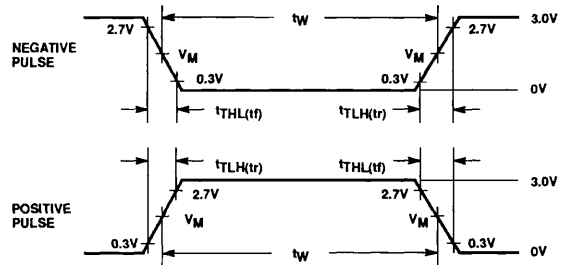 tW 3.0V
2.7V 2.7V
NEGATIVE PULSE VM VM
0.3V 0.3V
0V
tTHL(tf) tTLH(tr)
tTLH(tr) tTHL(tf)
3.0V
2.7V 2.7V
POSITIVE PULSE VM VM
0.3V tW 0.3V 0V